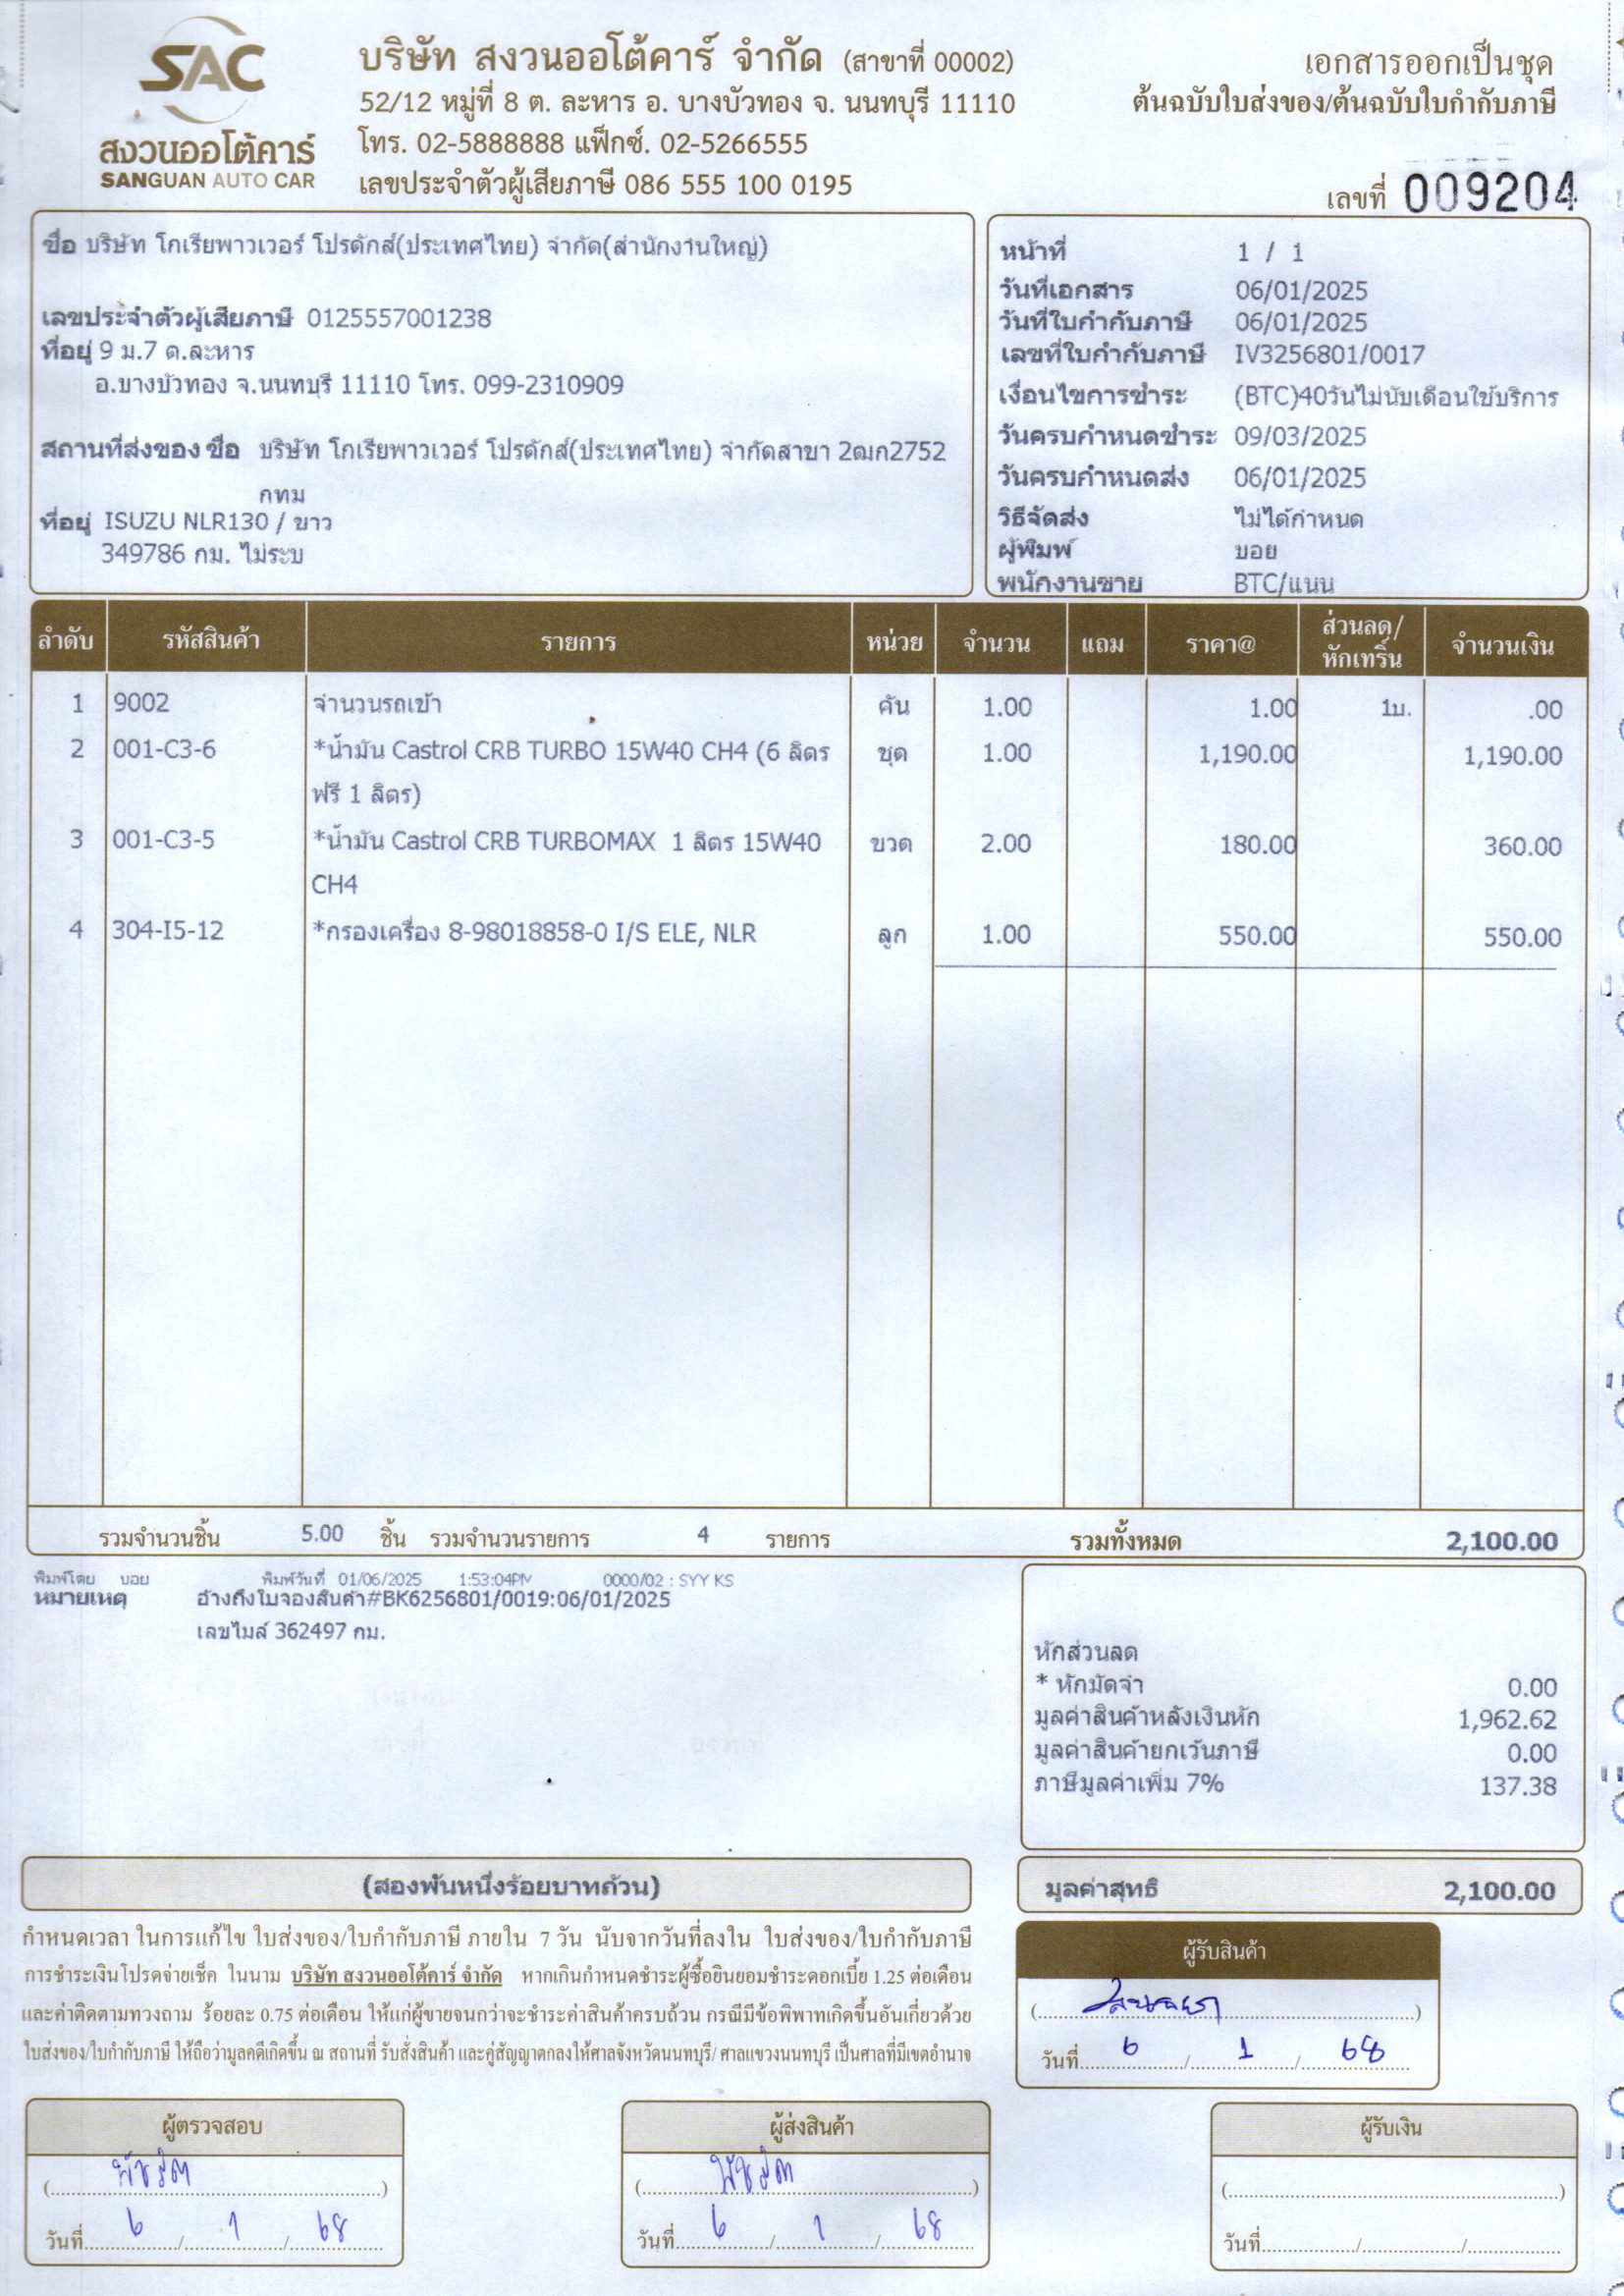 SAC
สงวนออโต้คาร์
SANGUAN AUTO CAR
บริษัท สงวนออโต้คาร์ จำกัด (สาขาที่ 00002)
52/12 หมู่ที่ 8 ต. ละหาร อ. บางบัวทอง จ. นนทบุรี 11110
โทร. 02-5888888 แฟ็กซ์. 02-5266555
เลขประจำตัวผู้เสียภาษี 086 555 100 0195
เอกสารออกเป็นชุด
ต้นฉบับใบส่งของ/ต้นฉบับใบกำกับภาษี
เลขที่ 009204
ชื่อ บริษัท โกเรียพาวเวอร์ โปรดักส์(ประเทศไทย) จำกัด(สำนักงานใหญ่)
เลขประจำตัวผู้เสียภาษี 0125557001238
ที่อยู่ 9 ม.7 ต.ละหาร
อ.บางบัวทอง จ.นนทบุรี 11110 โทร. 099-2310909
สถานที่ส่งของ ชื่อ บริษัท โกเรียพาวเวอร์ โปรดักส์(ประเทศไทย) จำกัดสาขา 2ฒก2752
กทม
ที่อยู่ ISUZU NLR130 / ขาว
349786 กม. ไม่ระบ
หน้าที่ 1 / 1
วันที่เอกสาร 06/01/2025
วันที่ใบกำกับภาษี 06/01/2025
เลขที่ใบกำกับภาษี IV3256801/0017
เงื่อนไขการชำระ (BTC)40วันไม่นับเดือนใช้บริการ
วันครบกำหนดชำระ 09/03/2025
วันครบกำหนดส่ง 06/01/2025
วิธีจัดส่ง ไม่ได้กำหนด
ผู้พิมพ์ บอย
พนักงานขาย BTC/แนน
ลำดับ รหัสสินค้า รายการ หน่วย จำนวน แถม ราคา@ ส่วนลด/ จำนวนเงิน
หักเทริ์น
1 9002 จำนวนรถเข้า คัน 1.00 1.00 1บ. .00
2 001-C3-6 *น้ำมัน Castrol CRB TURBO 15W40 CH4 (6 ลิตร ชุด 1.00 1,190.00 1,190.00
ฟรี 1 ลิตร)
3 001-C3-5 *น้ำมัน Castrol CRB TURBOMAX 1 ลิตร 15W40 ขวด 2.00 180.00 360.00
CH4
4 304-I5-12 *กรองเครื่อง 8-98018858-0 I/S ELE, NLR ลูก 1.00 550.00 550.00
รวมจำนวนชิ้น 5.00 ชิ้น รวมจำนวนรายการ 4 รายการ รวมทั้งหมด 2,100.00
พิมพ์โดย บอย พิมพ์วันที่ 01/06/2025 1:53:04PM 0000/02 : SYY KS
หมายเหตุ อ้างถึงใบจองสินค้า#BK6256801/0019:06/01/2025
เลขไมล์ 362497 กม.
หักส่วนลด
* หักมัดจำ 0.00
มูลค่าสินค้าหลังเงินหัก 1,962.62
มูลค่าสินค้ายกเว้นภาษี 0.00
ภาษีมูลค่าเพิ่ม 7% 137.38
(สองพันหนึ่งร้อยบาทถ้วน)
มูลค่าสุทธิ 2,100.00
กำหนดเวลา ในการแก้ไข ใบส่งของ/ใบกำกับภาษี ภายใน 7 วัน นับจากวันที่ลงใน ใบส่งของ/ใบกำกับภาษี
การชำระเงินโปรดจ่ายเช็ค ในนาม บริษัท สงวนออโต้คาร์ จำกัด หากเกินกำหนดชำระผู้ซื้อยินยอมชำระดอกเบี้ย 1.25 ต่อเดือน
และค่าติดตามทวงถาม ร้อยละ 0.75 ต่อเดือน ให้แก่ผู้ขายจนกว่าจะชำระค่าสินค้าครบถ้วน กรณีมีข้อพิพาทเกิดขึ้นอันเกี่ยวด้วย
ใบส่งของ/ใบกำกับภาษี ให้ถือว่ามูลคดีเกิดขึ้น ณ สถานที่ รับสั่งสินค้า และคู่สัญญาตกลงให้ศาลจังหวัดนนทบุรี/ ศาลแขวงนนทบุรี เป็นศาลที่มีเขตอำนาจ
ผู้รับสินค้า
วันที่ 6 / 1 / 68
ผู้ตรวจสอบ
วันที่ 6 / 1 / 68
ผู้ส่งสินค้า
วันที่ 6 / 1 / 68
ผู้รับเงิน
วันที่ / /